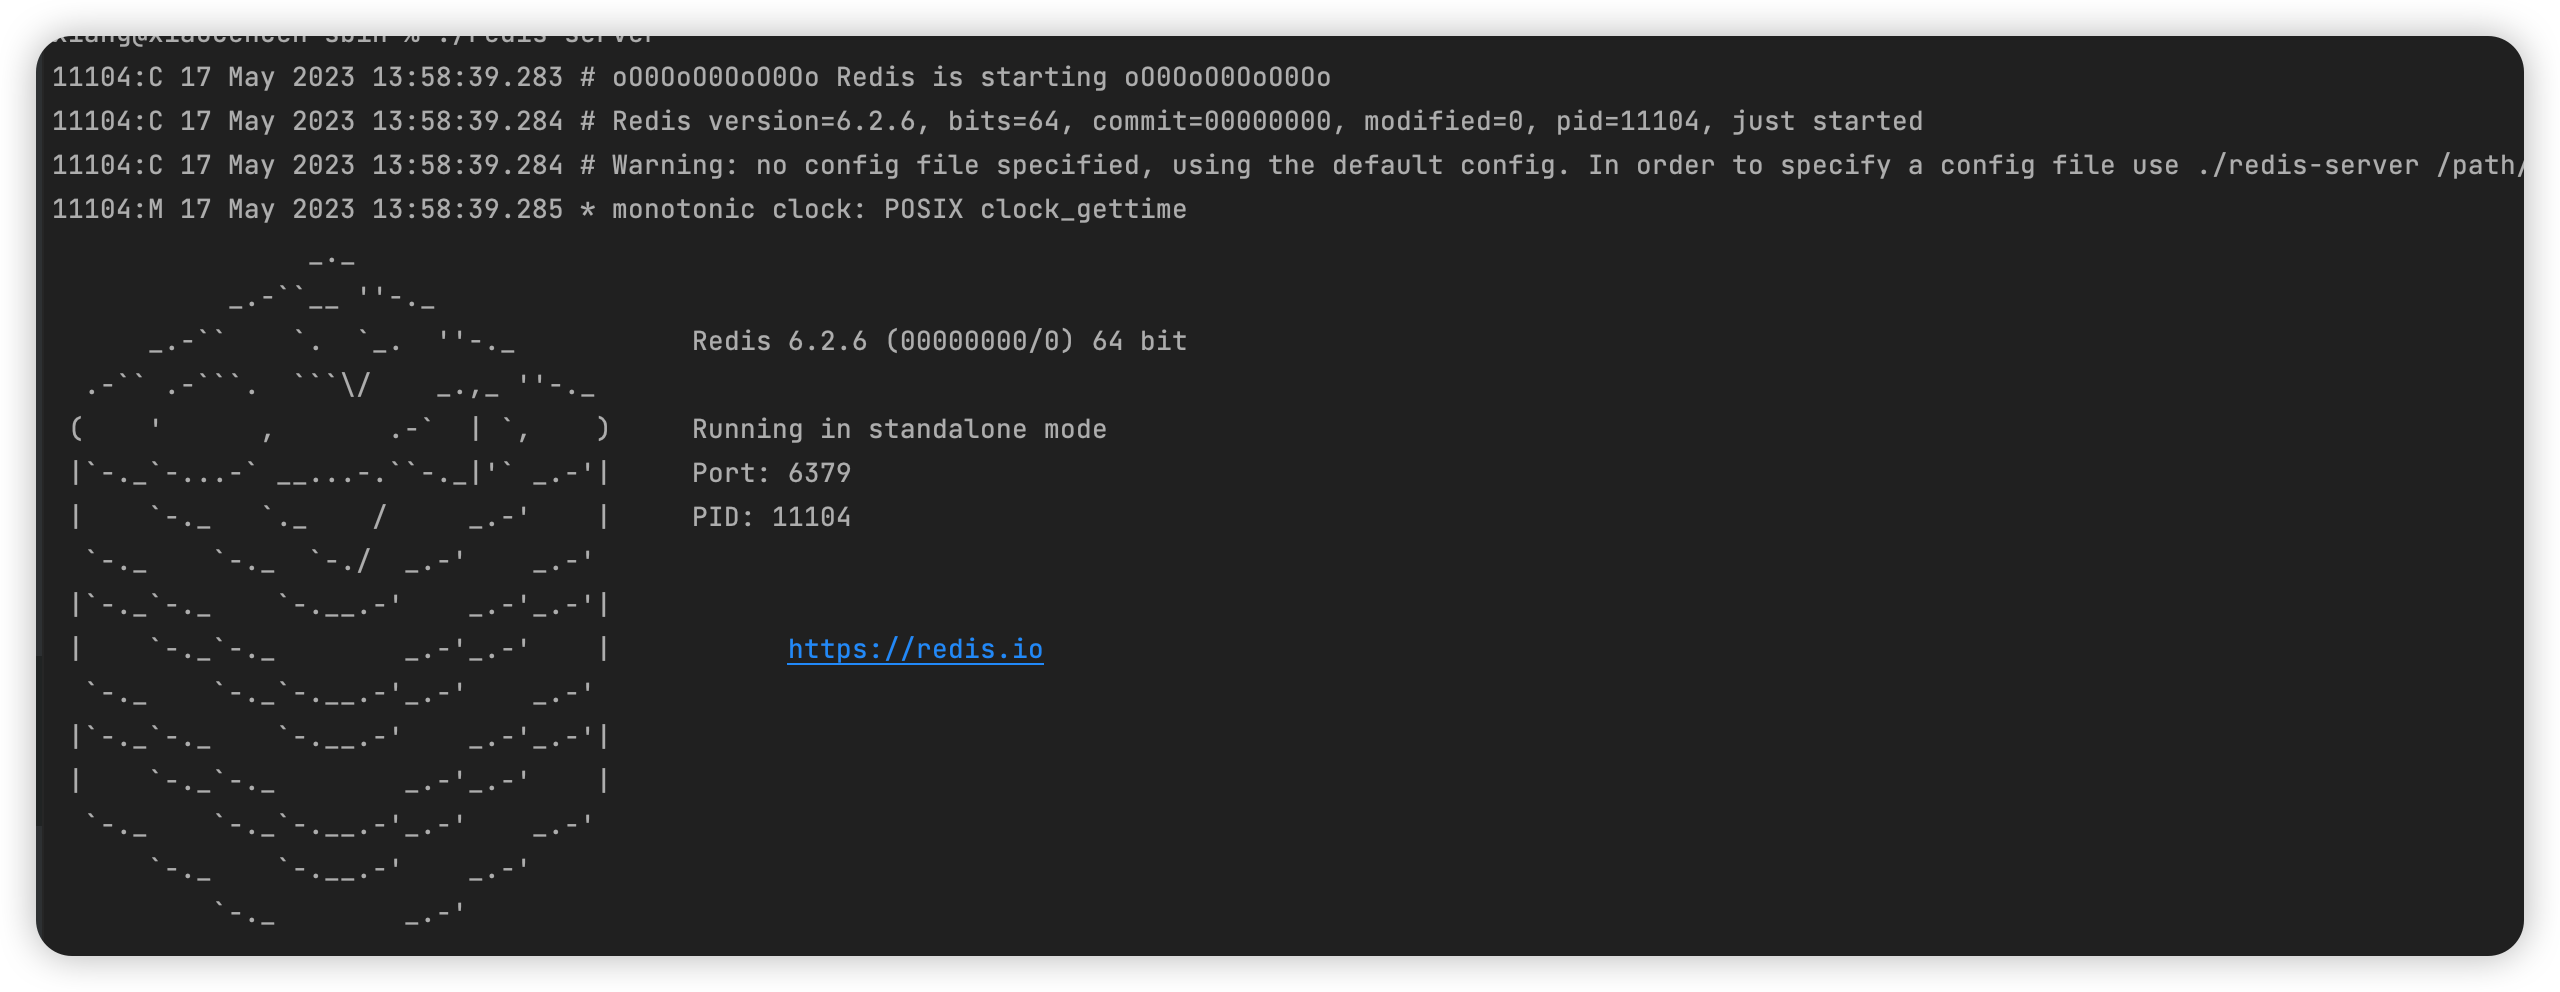 xiang@xiaocencen sbin % ./redis-server
11104:C 17 May 2023 13:58:39.283 # oO0OoO0OoO0Oo Redis is starting oO0OoO0OoO0Oo
11104:C 17 May 2023 13:58:39.284 # Redis version=6.2.6, bits=64, commit=00000000, modified=0, pid=11104, just started
11104:C 17 May 2023 13:58:39.284 # Warning: no config file specified, using the default config. In order to specify a config file use ./redis-server /path/
11104:M 17 May 2023 13:58:39.285 * monotonic clock: POSIX clock_gettime
Redis 6.2.6 (00000000/0) 64 bit
Running in standalone mode
Port: 6379
PID: 11104
https://redis.io